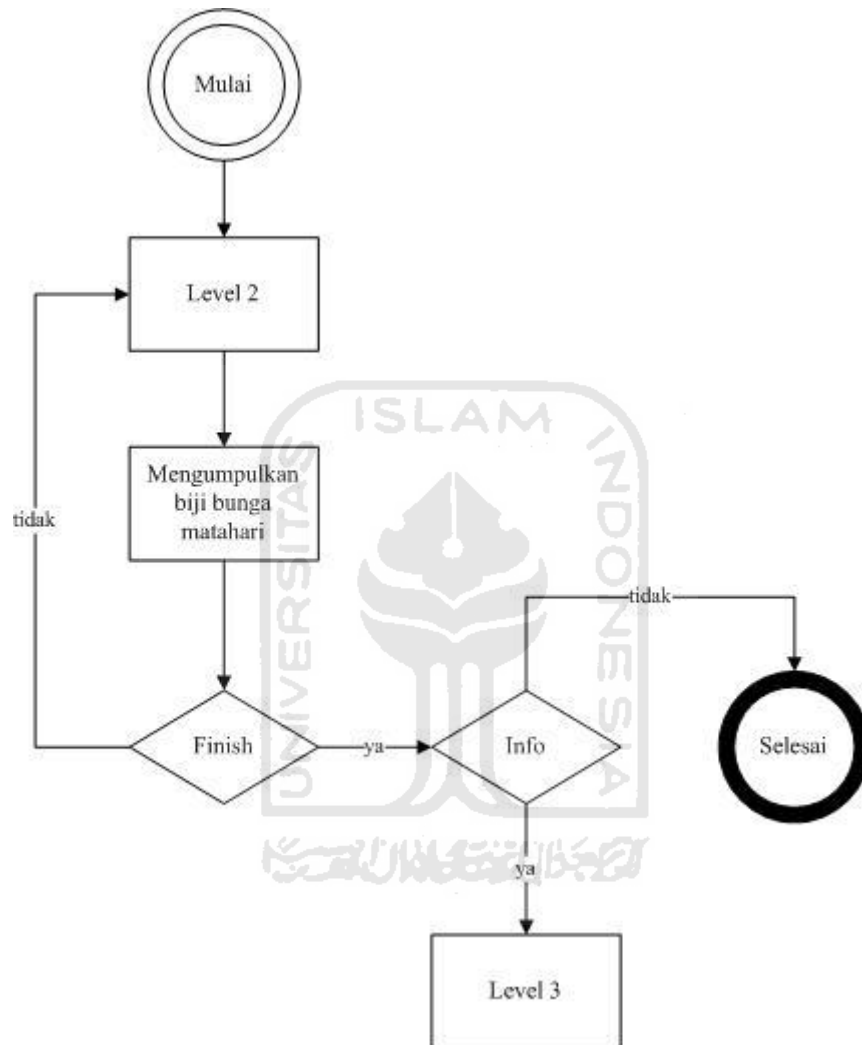 Mulai
Level 2
Mengumpulkan
biji bunga
matahari
tidak
Finish
ya
Info
tidak
Selesai
ya
Level 3
UNIVERSITAS
ISLAM
INDONESIA